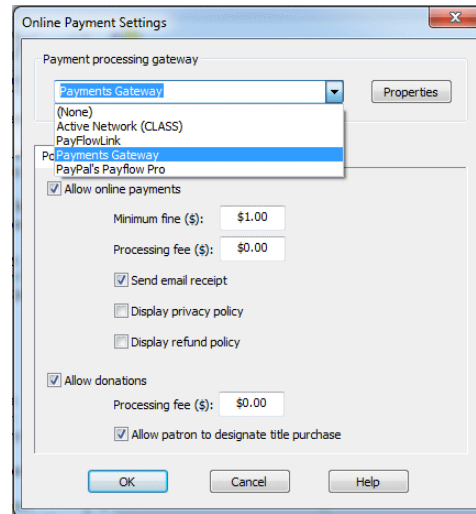 Online Payment Settings
Payment processing gateway
Payments Gateway
Properties
(None)
Active Network (CLASS)
PayFlowLink
Payments Gateway
PayPal's Payflow Pro
Allow online payments
Minimum fine ($): $1.00
Processing fee ($): $0.00
Send email receipt
Display privacy policy
Display refund policy
Allow donations
Processing fee ($): $0.00
Allow patron to designate title purchase
OK Cancel Help